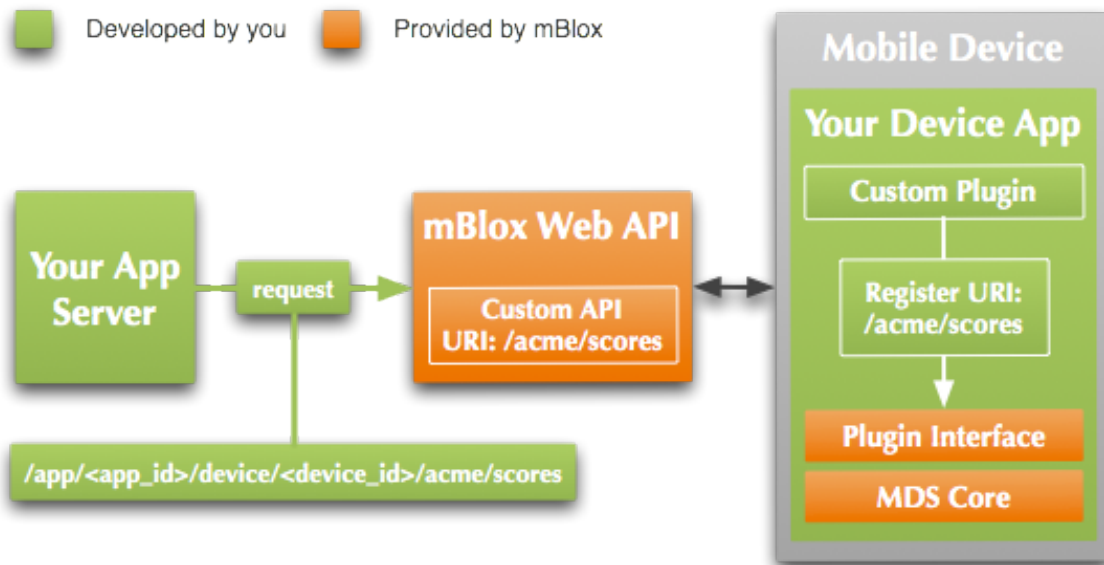 Developed by you
Provided by mBlox
Mobile Device
Your Device App
Custom Plugin
Register URI:
/acme/scores
Plugin Interface
MDS Core
Your App
Server
request
mBlox Web API
Custom API
URI: /acme/scores
/app/<app_id>/device/<device_id>/acme/scores